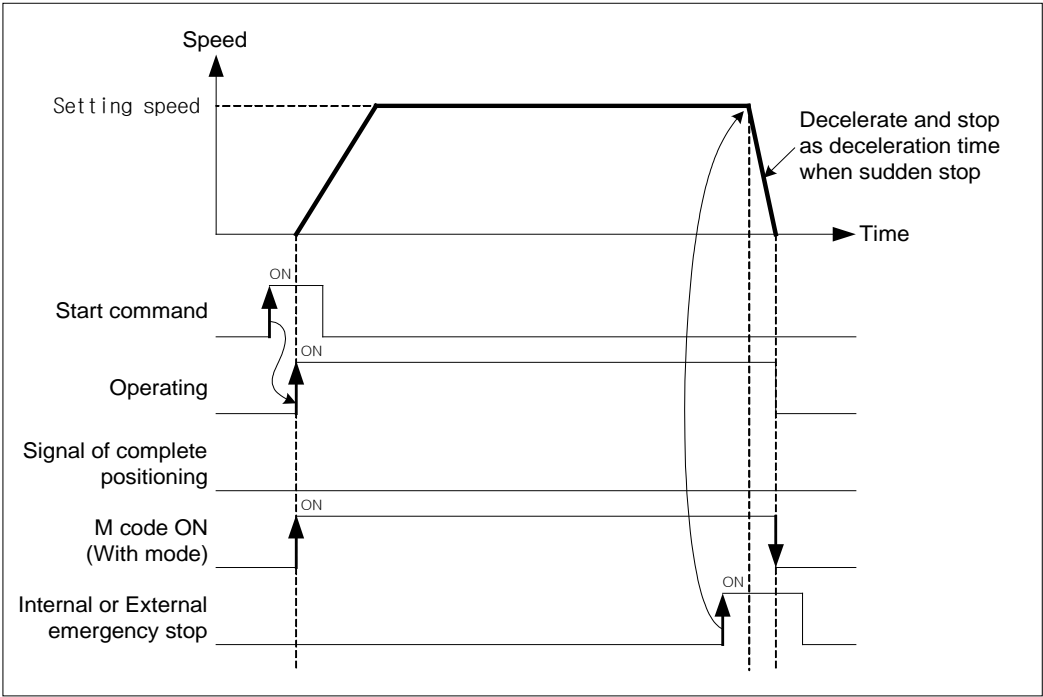 Speed
Setting speed
Decelerate and stop
as deceleration time
when sudden stop
Time
ON
Start command
ON
Operating
Signal of complete
positioning
ON
M code ON
(With mode)
ON
Internal or External
emergency stop